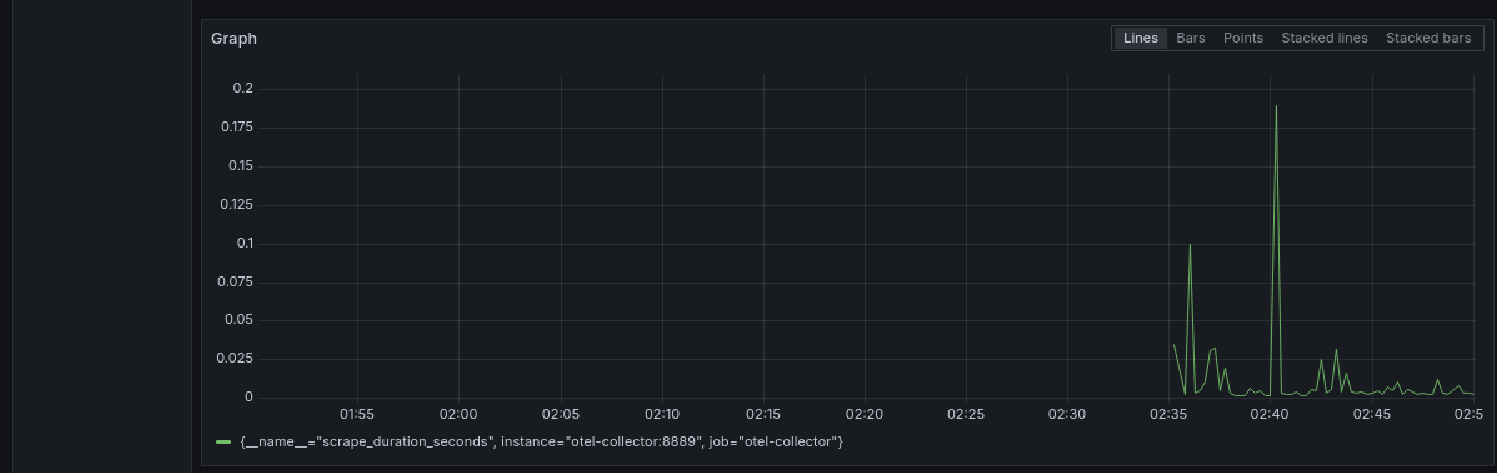 Graph
Lines Bars Points Stacked lines Stacked bars
0.2
0.175
0.15
0.125
0.1
0.075
0.05
0.025
0
01:55 02:00 02:05 02:10 02:15 02:20 02:25 02:30 02:35 02:40 02:45 02:5
{__name__="scrape_duration_seconds", instance="otel-collector:8889", job="otel-collector"}